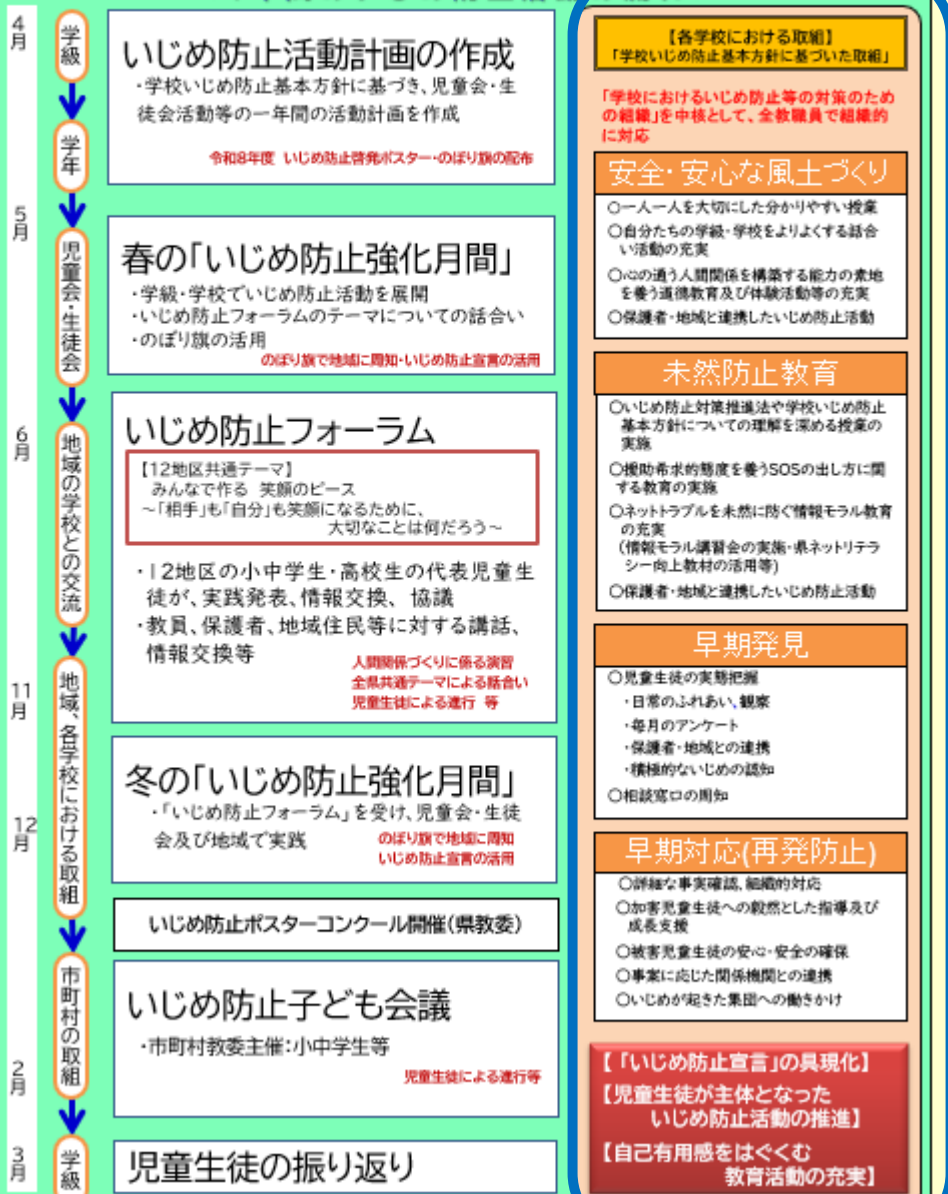 4月
学級
いじめ防止活動計画の作成
・学校いじめ防止基本方針に基づき、児童会・生
徒会活動等の一年間の活動計画を作成
令和8年度 いじめ防止啓発ポスター・のぼり旗の配布
学年
5月
児童会・生徒会
春の「いじめ防止強化月間」
・学級・学校でいじめ防止活動を展開
・いじめ防止フォーラムのテーマについての話合い
・のぼり旗の活用
のぼり旗で地域に周知・いじめ防止宣言の活用
6月
地域の学校との交流
いじめ防止フォーラム
【12地区共通テーマ】
みんなで作る 笑顔のピース
～「相手」も「自分」も笑顔になるために、
大切なことは何だろう～
・12地区の小中学生・高校生の代表児童生
徒が、実践発表、情報交換、協議
・教員、保護者、地域住民等に対する講話、
情報交換等
人間関係づくりに係る演習
全県共通テーマによる話合い
児童生徒による進行 等
11月
地域、各学校における取組
冬の「いじめ防止強化月間」
・「いじめ防止フォーラム」を受け、児童会・生徒
会及び地域で実践
のぼり旗で地域に周知
いじめ防止宣言の活用
12月
いじめ防止ポスターコンクール開催(県教委)
市町村の取組
いじめ防止子ども会議
・市町村教委主催:小中学生等
児童生徒による進行等
2月
3月
学級
児童生徒の振り返り
【各学校における取組】
「学校いじめ防止基本方針に基づいた取組」
「学校におけるいじめ防止等の対策のため
の組織」を中核として、全教職員で組織的
に対応
安全・安心な風土づくり
〇一人一人を大切にした分かりやすい授業
〇自分たちの学級・学校をよりよくする話合
い活動の充実
〇心の通う人間関係を構築する能力の素地
を養う道徳教育及び体験活動等の充実
〇保護者・地域と連携したいじめ防止活動
未然防止教育
〇いじめ防止対策推進法や学校いじめ防止
基本方針についての理解を深める授業の
実施
〇援助希求的態度を養うSOSの出し方に関
する教育の実施
〇ネットトラブルを未然に防ぐ情報モラル教育
の充実
(情報モラル講習会の実施・県ネットリテラ
シー向上教材の活用等)
〇保護者・地域と連携したいじめ防止活動
早期発見
〇児童生徒の実態把握
・日常のふれあい、観察
・毎月のアンケート
・保護者・地域との連携
・積極的ないじめの認知
〇相談窓口の周知
早期対応(再発防止)
〇詳細な事実確認、組織的対応
〇加害児童生徒への毅然とした指導及び
成長支援
〇被害児童生徒の安心・安全の確保
〇事案に応じた関係機関との連携
〇いじめが起きた集団への働きかけ
【「いじめ防止宣言」の具現化】
【児童生徒が主体となった
いじめ防止活動の推進】
【自己有用感をはぐくむ
教育活動の充実】